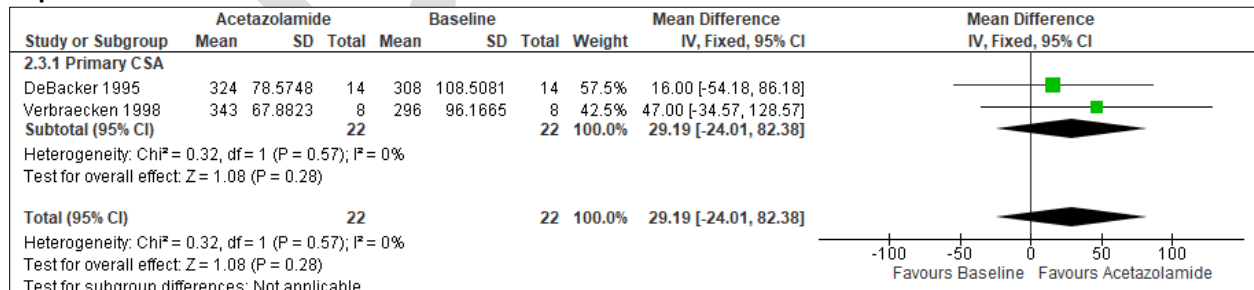 Acetazolamide Baseline Mean Difference Mean Difference
Study or Subgroup Mean SD Total Mean SD Total Weight IV, Fixed, 95% CI IV, Fixed, 95% CI
2.3.1 Primary CSA
DeBacker 1995 324 78.5748 14 308 108.5081 14 57.5% 16.00 [-54.18, 86.18]
Verbraecken 1998 343 67.8823 8 296 96.1665 8 42.5% 47.00 [-34.57, 128.57]
Subtotal (95% CI) 22 22 100.0% 29.19 [-24.01, 82.38]
Heterogeneity: Chi² = 0.32, df = 1 (P = 0.57); I² = 0%
Test for overall effect: Z = 1.08 (P = 0.28)
Total (95% CI) 22 22 100.0% 29.19 [-24.01, 82.38]
Heterogeneity: Chi² = 0.32, df = 1 (P = 0.57); I² = 0%
Test for overall effect: Z = 1.08 (P = 0.28)
Test for subgroup differences: Not applicable
-100 -50 0 50 100
Favours Baseline Favours Acetazolamide